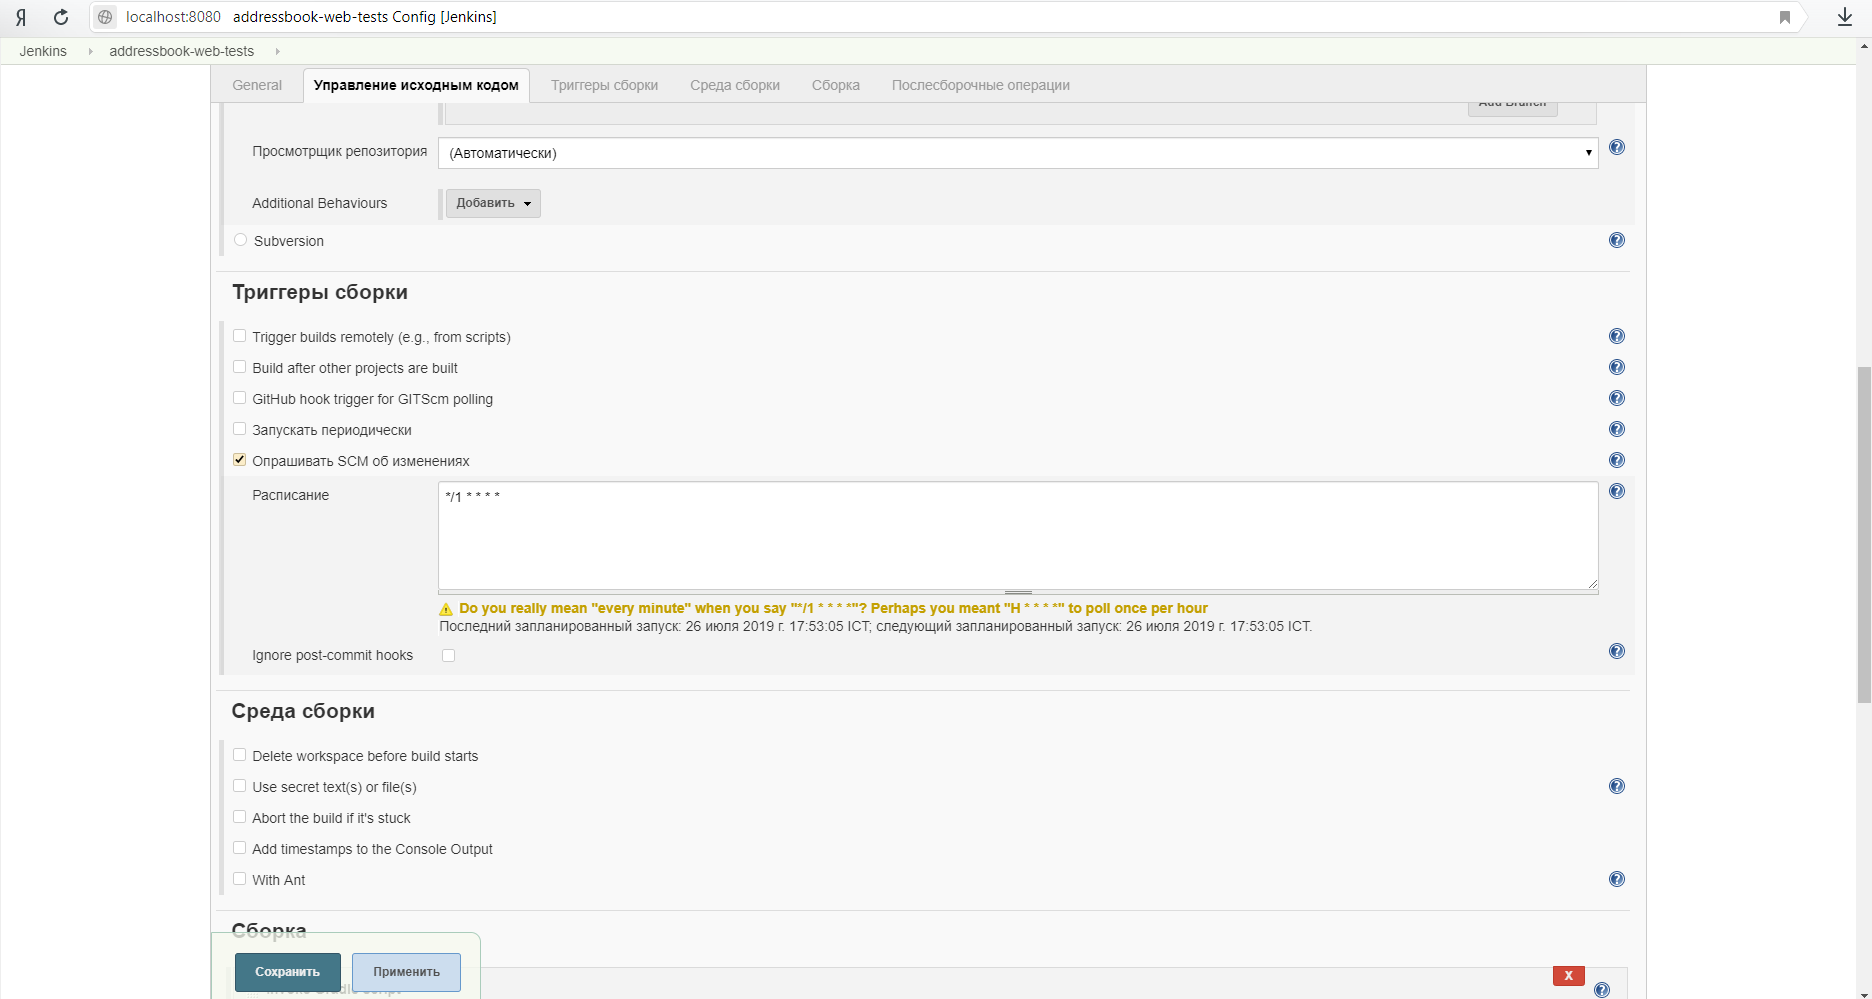 Я localhost:8080 addressbook-web-tests Config [Jenkins]
Jenkins addressbook-web-tests
General Управление исходным кодом Триггеры сборки Среда сборки Сборка Послесборочные операции
Add Branch
Просмотрщик репозитория (Автоматически)
Additional Behaviours Добавить
Subversion
Триггеры сборки
Trigger builds remotely (e.g., from scripts)
Build after other projects are built
GitHub hook trigger for GITScm polling
Запускать периодически
Опрашивать SCM об изменениях
Расписание */1 * * * *
Do you really mean "every minute" when you say "*/1 * * * *"? Perhaps you meant "H * * * *" to poll once per hour
Последний запланированный запуск: 26 июля 2019 г. 17:53:05 ICT; следующий запланированный запуск: 26 июля 2019 г. 17:53:05 ICT.
Ignore post-commit hooks
Среда сборки
Delete workspace before build starts
Use secret text(s) or file(s)
Abort the build if it's stuck
Add timestamps to the Console Output
With Ant
Сборка
Сохранить Применить X
Invoke Gradle script